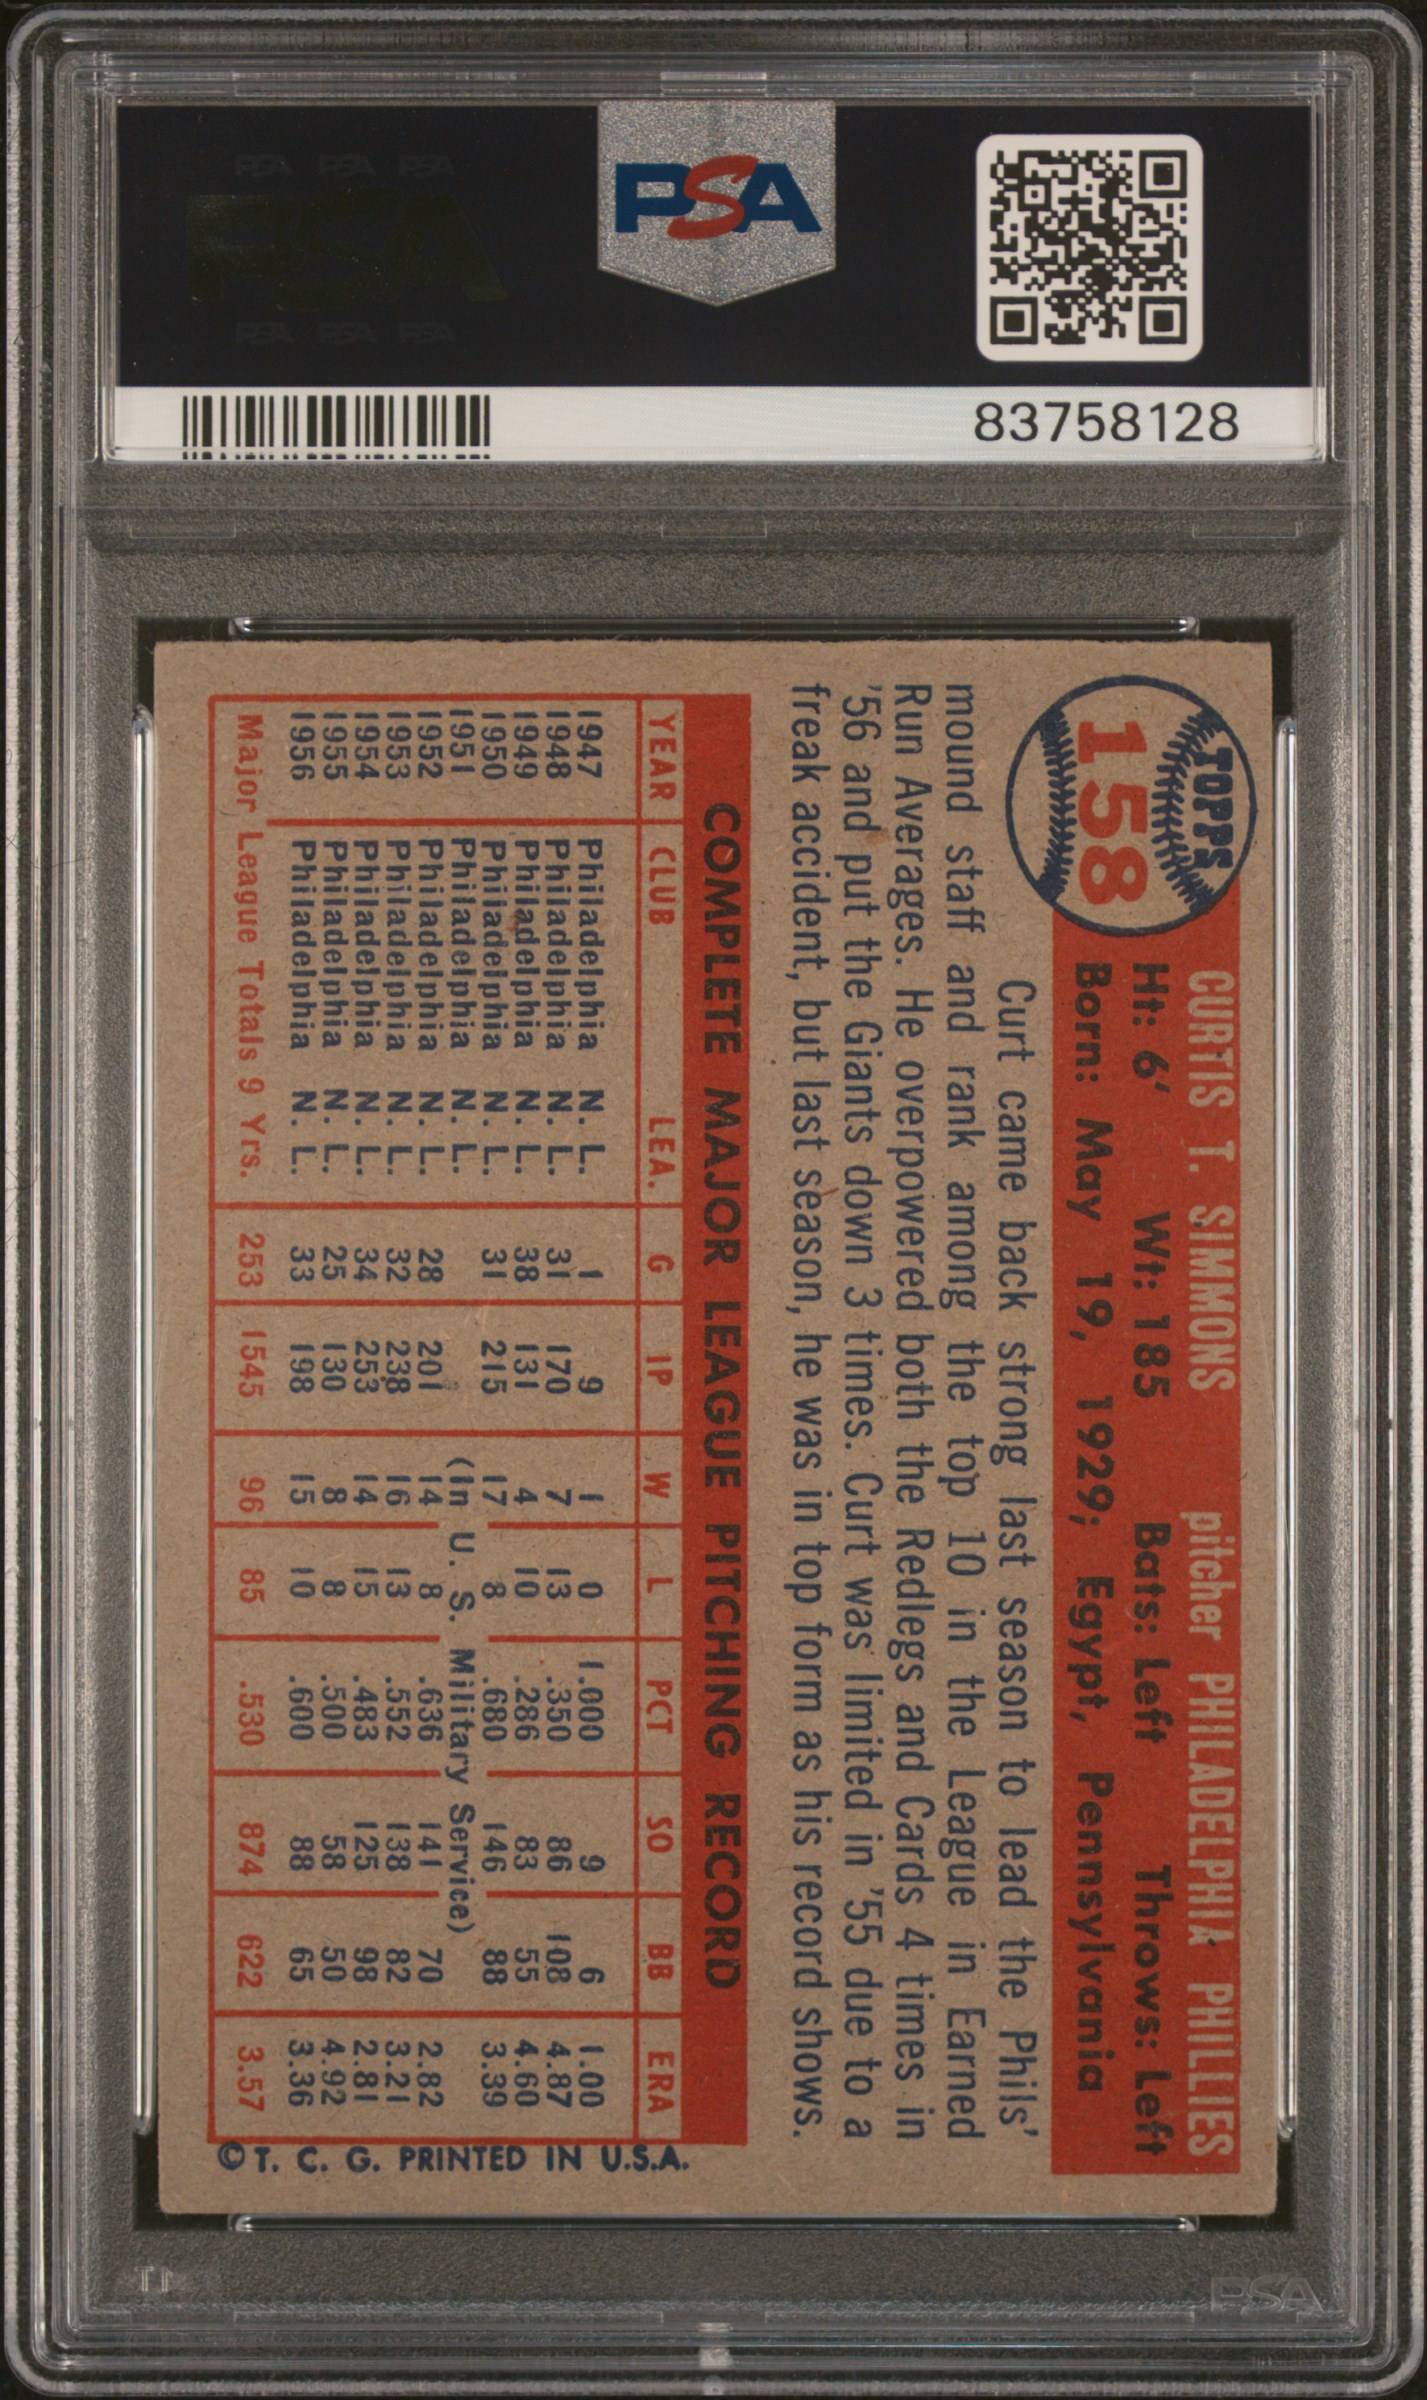 PSA PSA PSA
PSA
PSA PSA PSA
PSA
83758128
TOPPS
158
CURTIS T. SIMMONS pitcher PHILADELPHIA PHILLIES
Ht: 6' Wt: 185 Bats: Left Throws: Left
Born: May 19, 1929; Egypt, Pennsylvania
Curt came back strong last season to lead the Phils'
mound staff and rank among the top 10 in the League in Earned
Run Averages. He overpowered both the Redlegs and Cards 4 times in
'56 and put the Giants down 3 times. Curt was limited in '55 due to a
freak accident, but last season, he was in top form as his record shows.
COMPLETE MAJOR LEAGUE PITCHING RECORD
YEAR CLUB LEA. G IP W L PCT SO BB ERA
1947 Philadelphia N. L. 1 9 1 0 1.000 9 6 1.00
1948 Philadelphia N. L. 31 170 7 13 .350 86 108 4.87
1949 Philadelphia N. L. 38 131 4 10 .286 83 55 4.60
1950 Philadelphia N. L. 31 215 17 8 .680 146 88 3.39
1951 Philadelphia N. L. (In U. S. Military Service)
1952 Philadelphia N. L. 28 201 14 8 .636 141 70 2.82
1953 Philadelphia N. L. 32 238 16 13 .552 138 82 3.21
1954 Philadelphia N. L. 34 253 14 15 .483 125 98 2.81
1955 Philadelphia N. L. 25 130 8 8 .500 58 50 4.92
1956 Philadelphia N. L. 33 198 15 10 .600 88 65 3.36
Major League Totals 9 Yrs. 253 1545 96 85 .530 874 622 3.57
©T. C. G. PRINTED IN U.S.A.
PSA